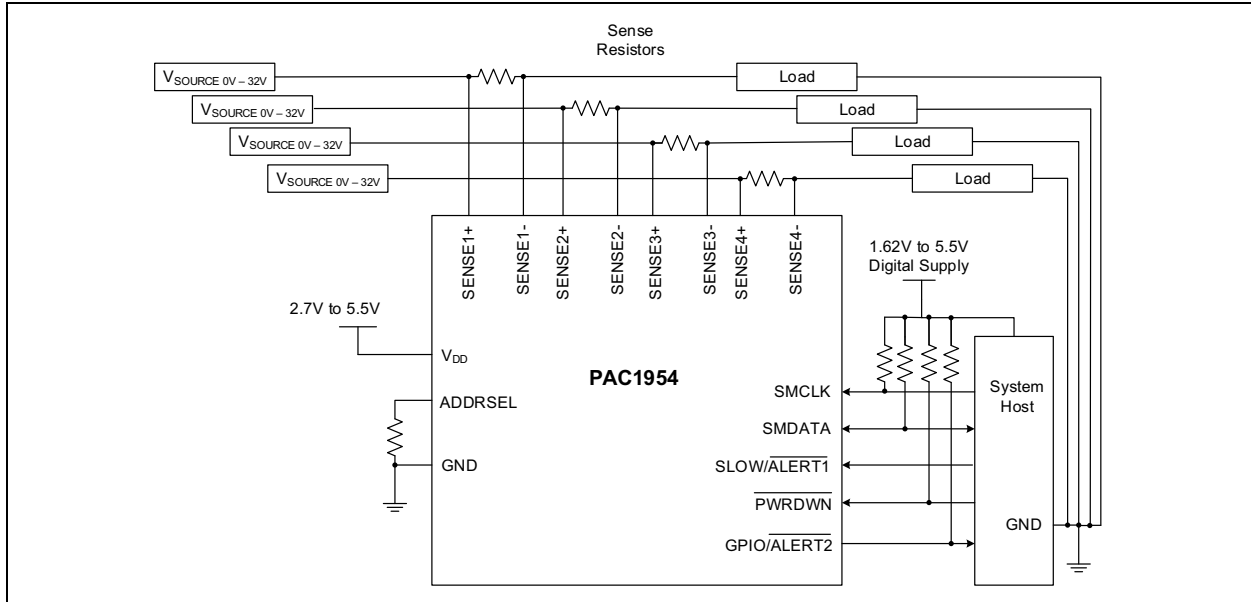 Sense
Resistors
VSOURCE 0V – 32V
Load
VSOURCE 0V – 32V
Load
VSOURCE 0V – 32V
Load
VSOURCE 0V – 32V
Load
SENSE1+
SENSE1-
SENSE2+
SENSE2-
SENSE3+
SENSE3-
SENSE4+
SENSE4-
1.62V to 5.5V
Digital Supply
2.7V to 5.5V
VDD
PAC1954
ADDRSEL
GND
SMCLK
SMDATA
SLOW/ALERT1
PWRDWN
GPIO/ALERT2
System
Host
GND